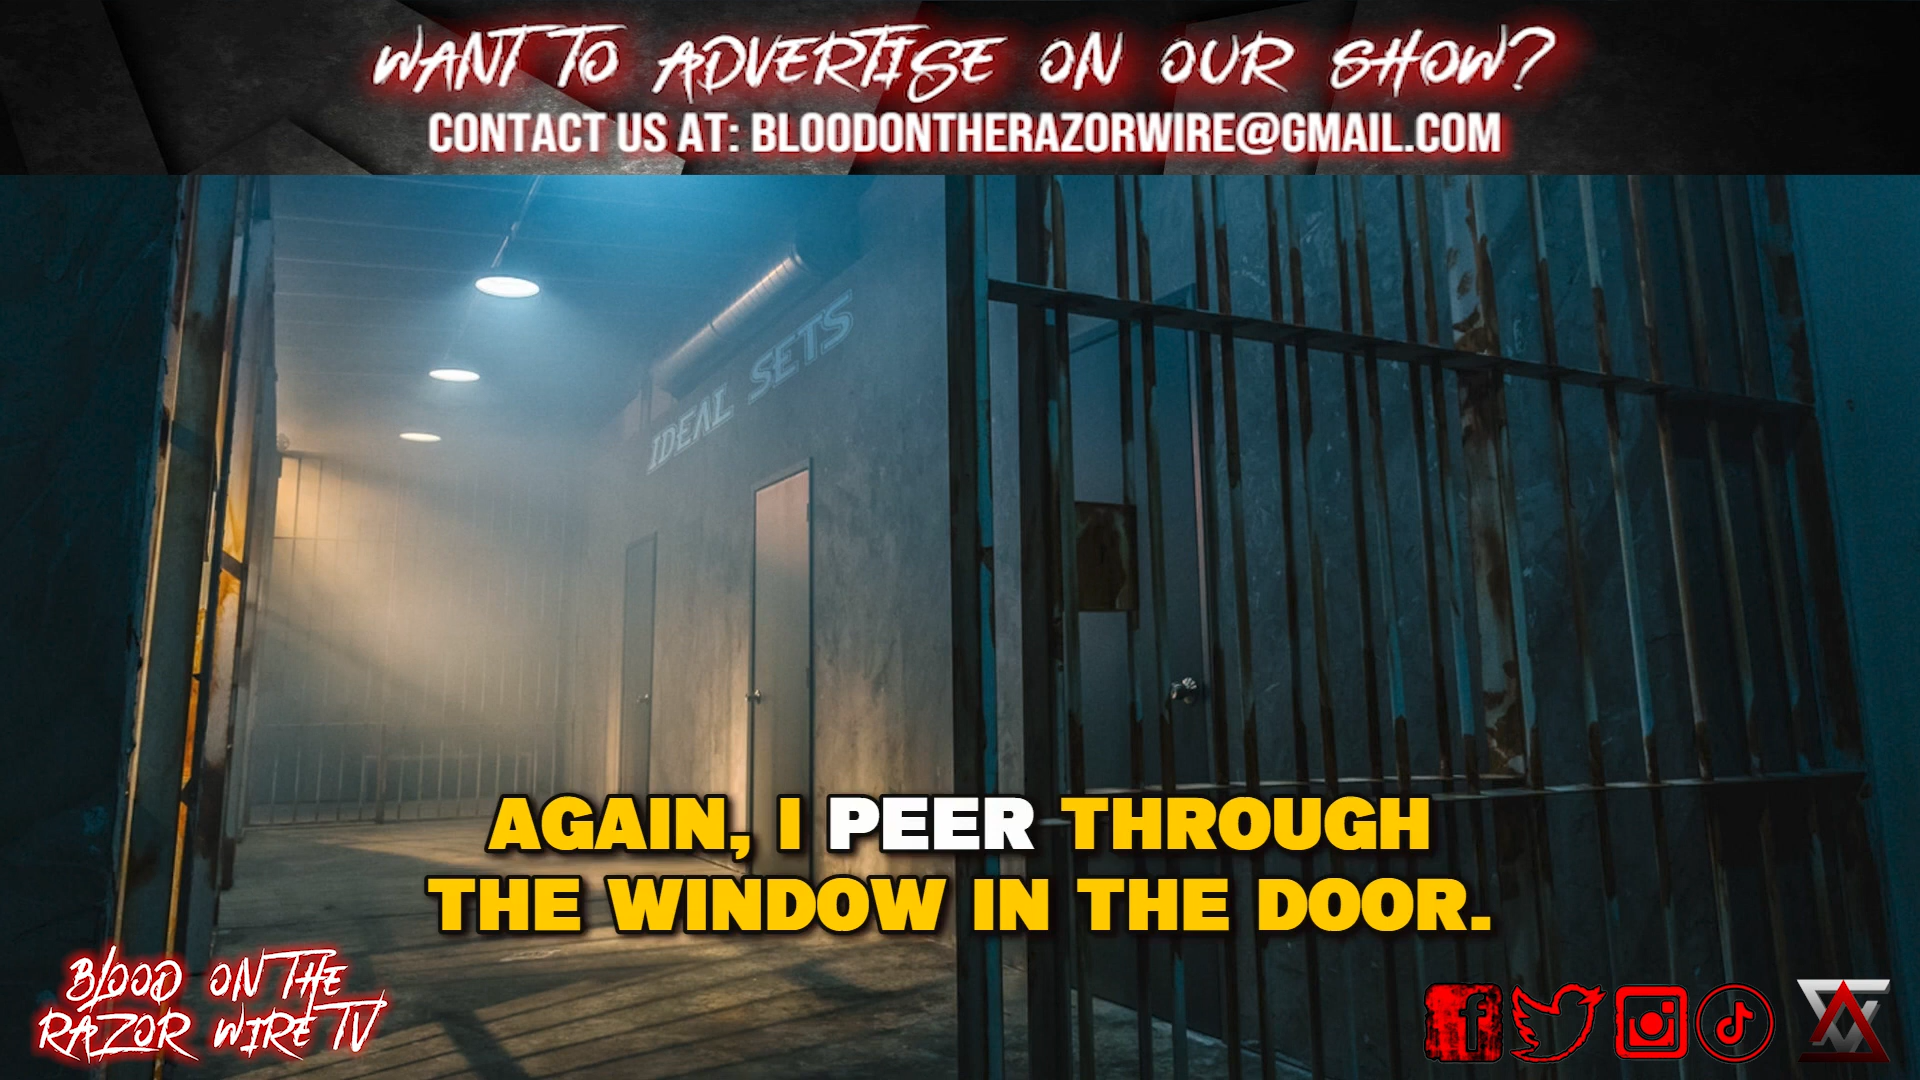 WANT TO ADVERTISE ON OUR SHOW?
CONTACT US AT: BLOODONTHERAZORWIRE@GMAIL.COM
IDEAL SETS
AGAIN, I PEER THROUGH
THE WINDOW IN THE DOOR.
BLOOD ON THE
RAZOR WIRE TV